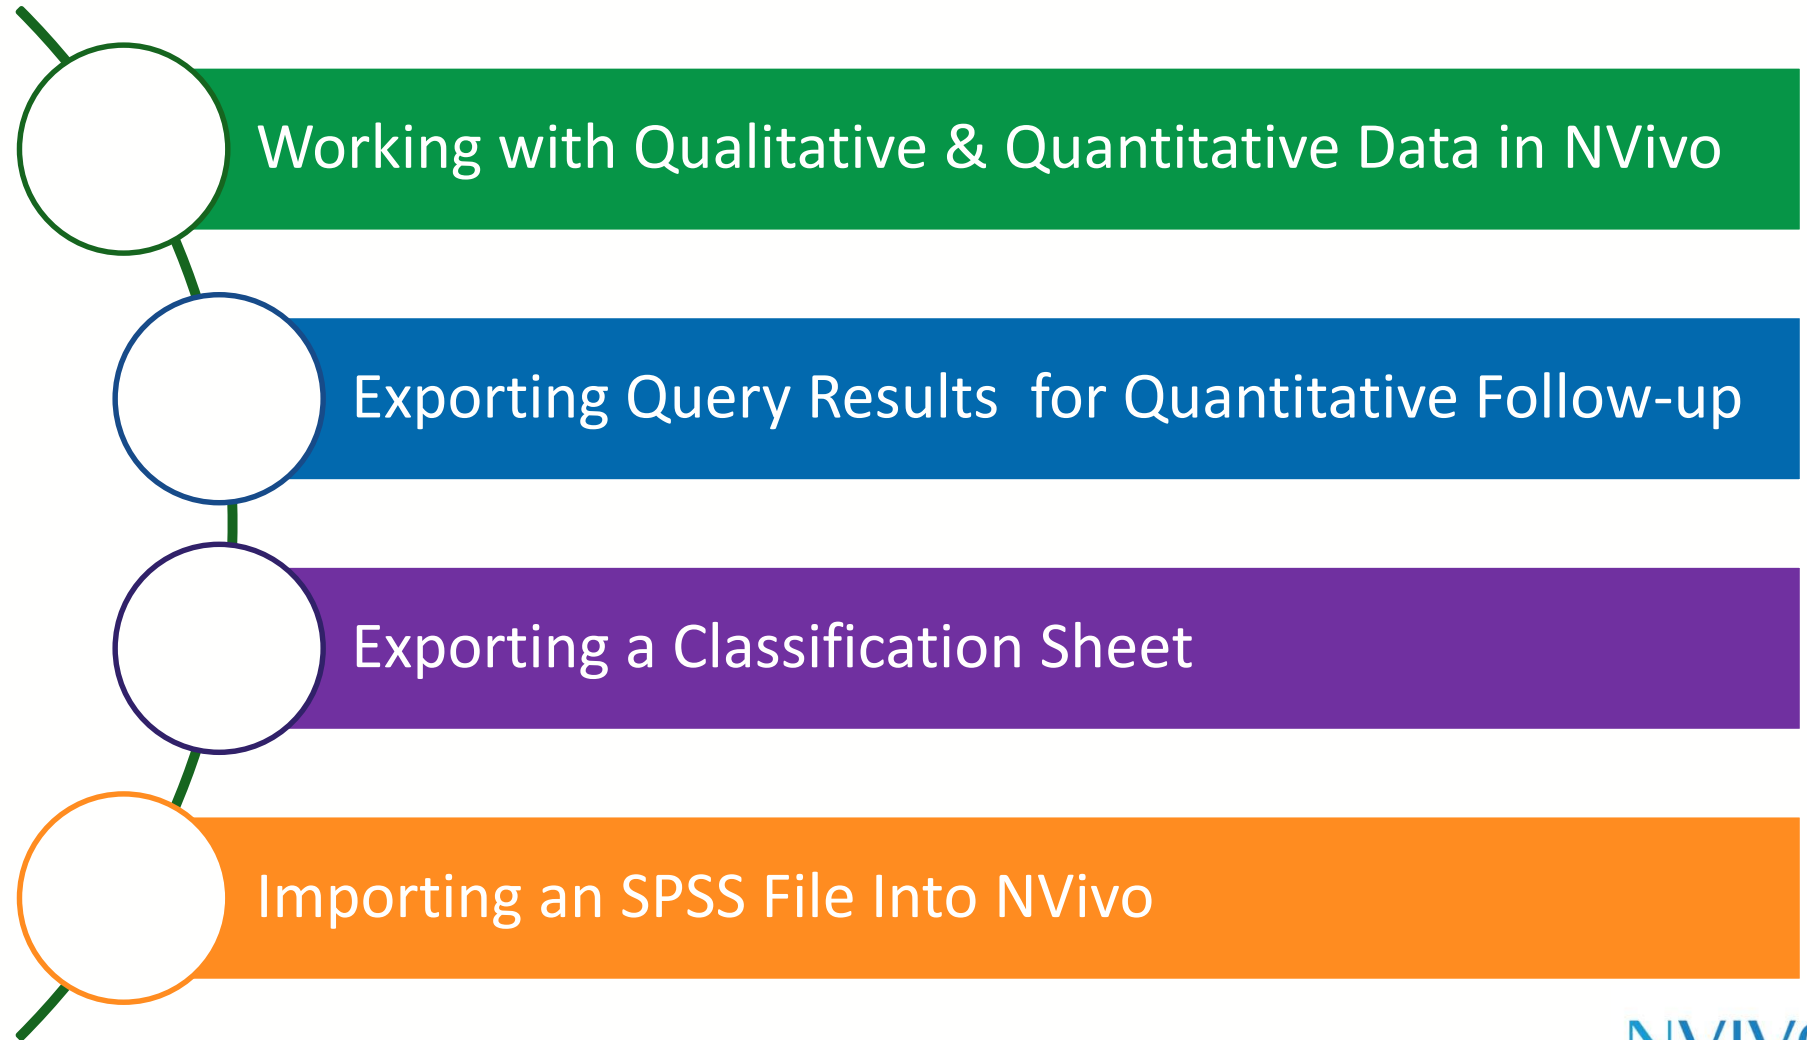 Working with Qualitative & Quantitative Data in NVivo
Exporting Query Results  for Quantitative Follow-up
Exporting a Classification Sheet
Importing an SPSS File Into NVivo